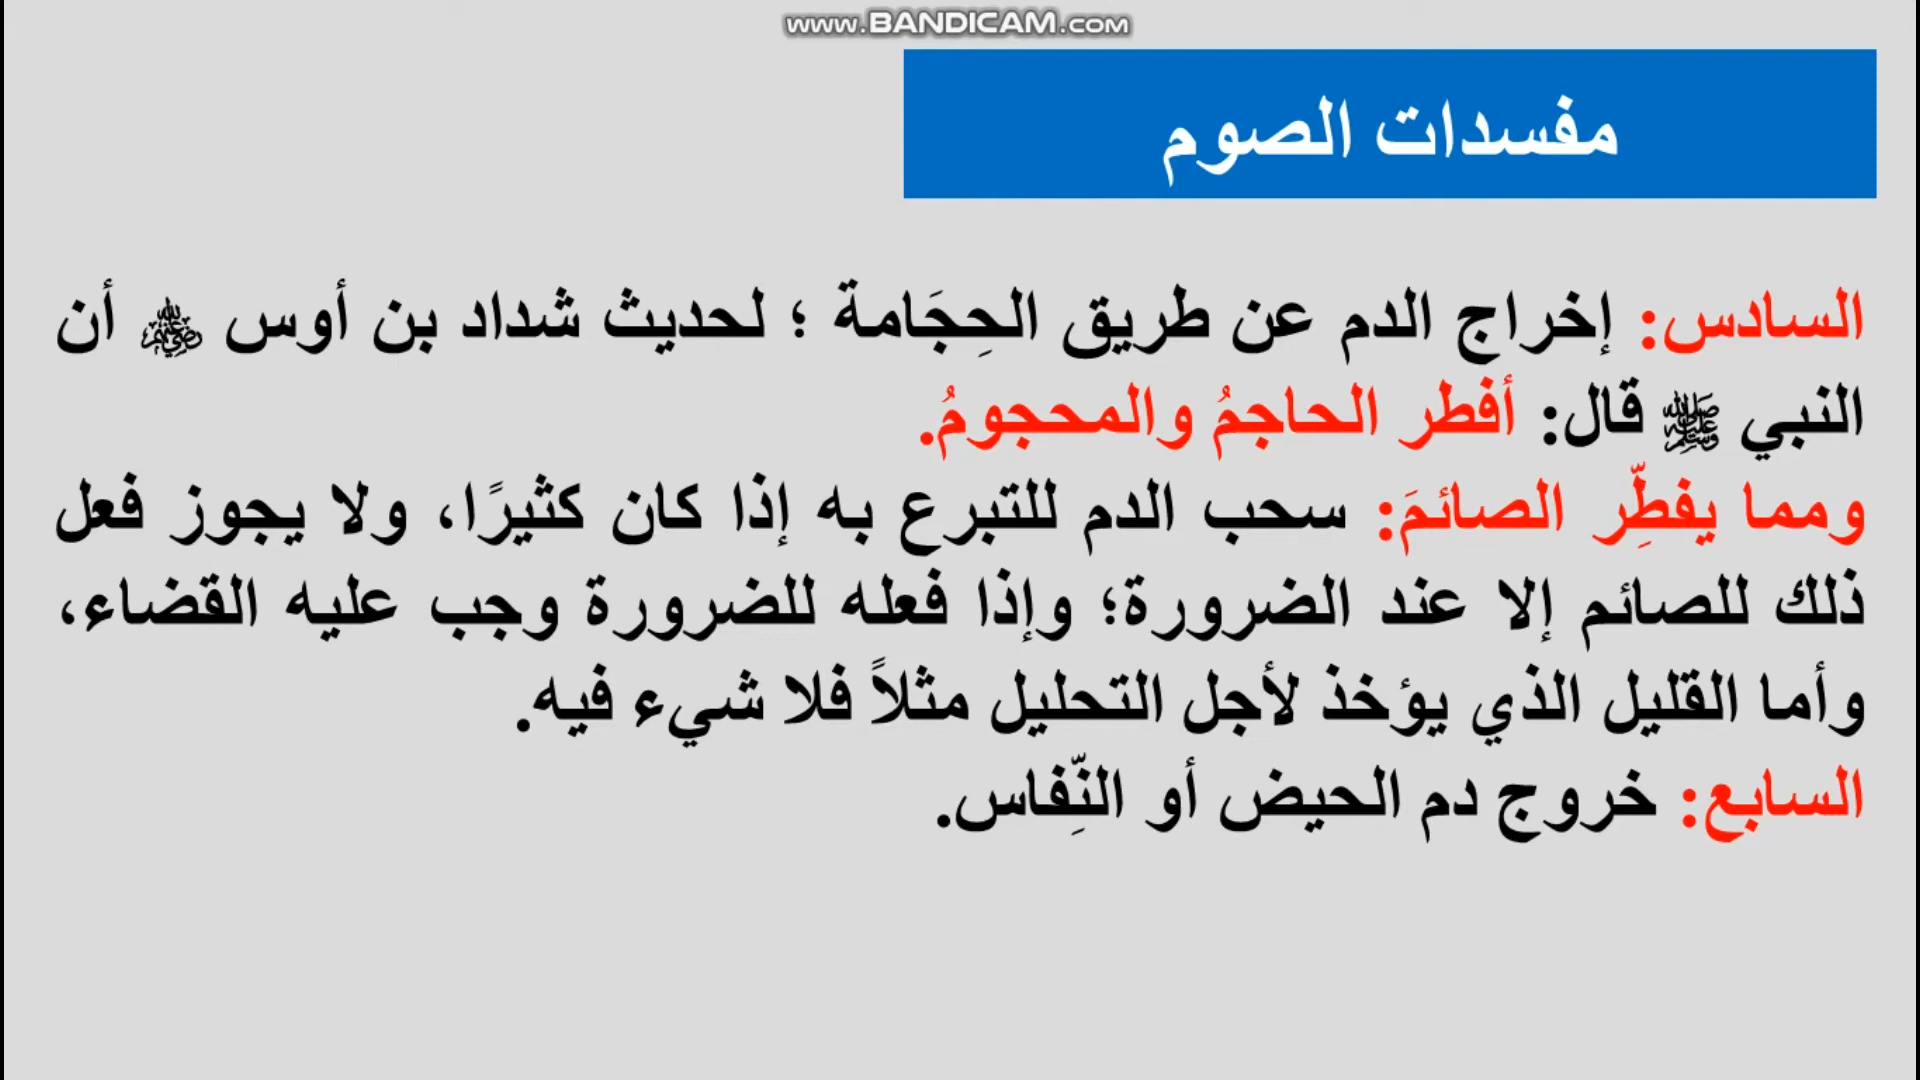 www.BANDICAM.com
مفسدات الصوم
السادس: إخراج الدم عن طريق الحِجَامة ؛ لحديث شداد بن أوس رضي الله عنه أن
النبي ﷺ قال: أفطر الحاجمُ والمحجومُ.
ومما يفطِّر الصائمَ: سحب الدم للتبرع به إذا كان كثيرًا، ولا يجوز فعل
ذلك للصائم إلا عند الضرورة؛ وإذا فعله للضرورة وجب عليه القضاء،
وأما القليل الذي يؤخذ لأجل التحليل مثلاً فلا شيء فيه.
السابع: خروج دم الحيض أو النِّفاس.